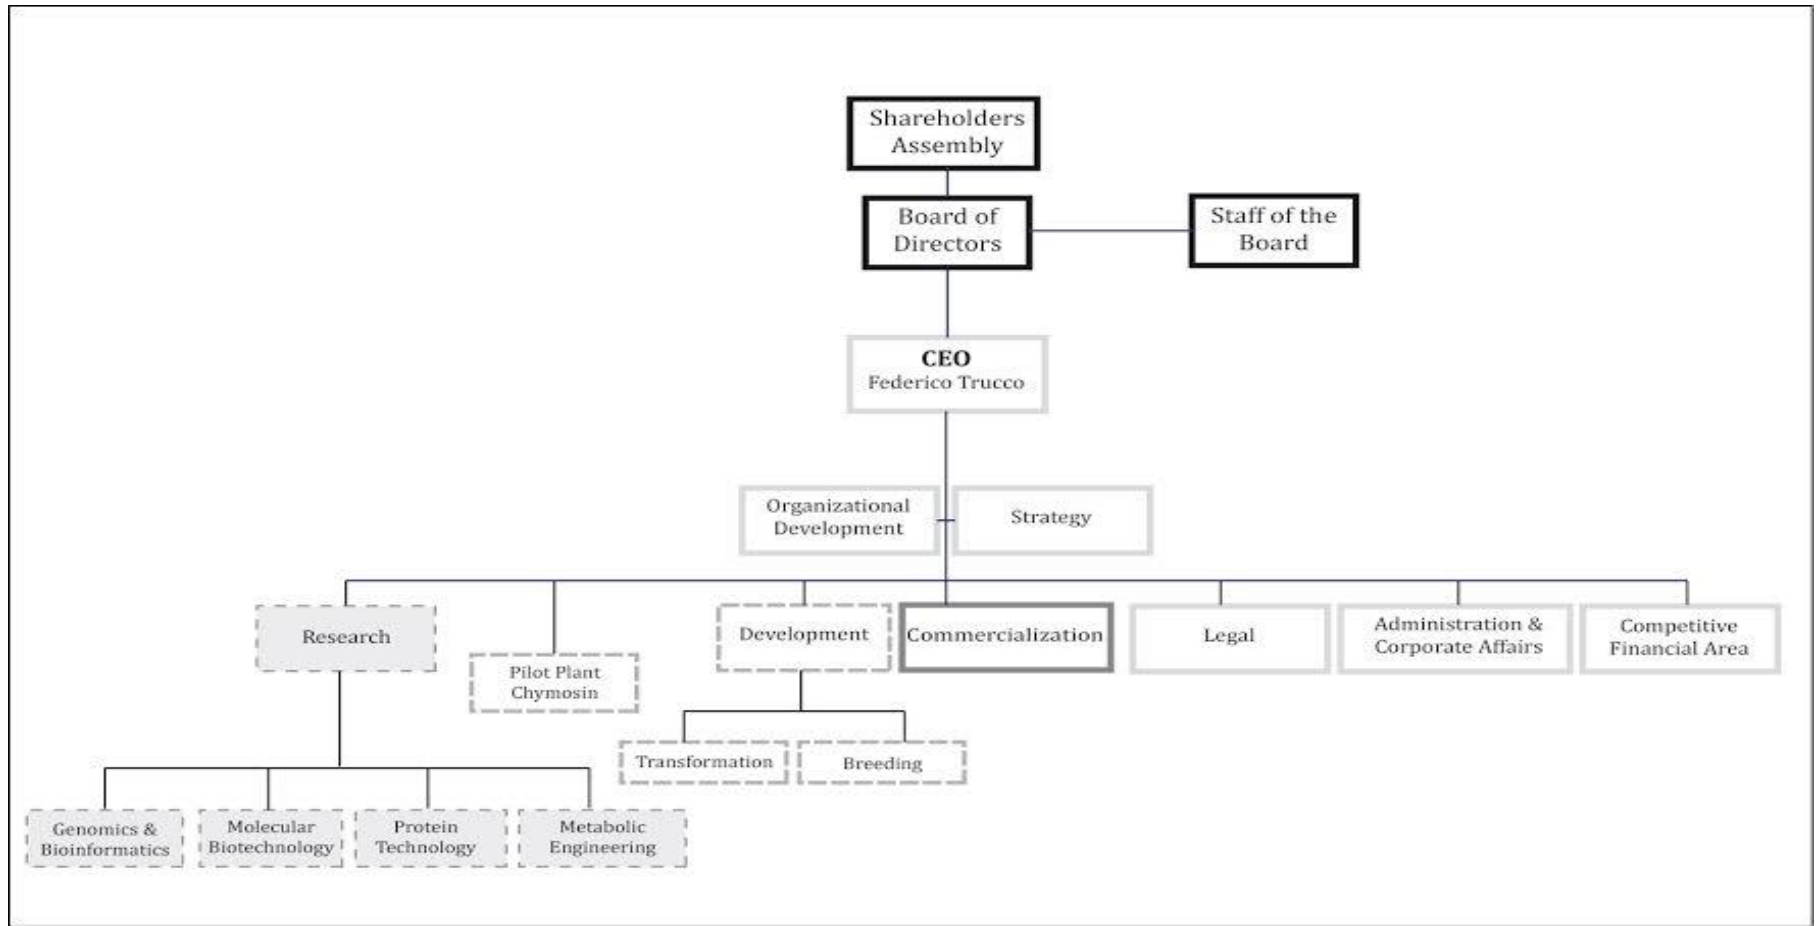 Shareholders
Assembly
Board of
Directors
Staff of the
Board
CEO
Federico Trucco
Organizational
Development
Strategy
Research
Pilot Plant
Chymosin
Development
Commercialization
Legal
Administration &
Corporate Affairs
Competitive
Financial Area
Transformation
Breeding
Genomics &
Bioinformatics
Molecular
Biotechnology
Protein
Technology
Metabolic
Engineering